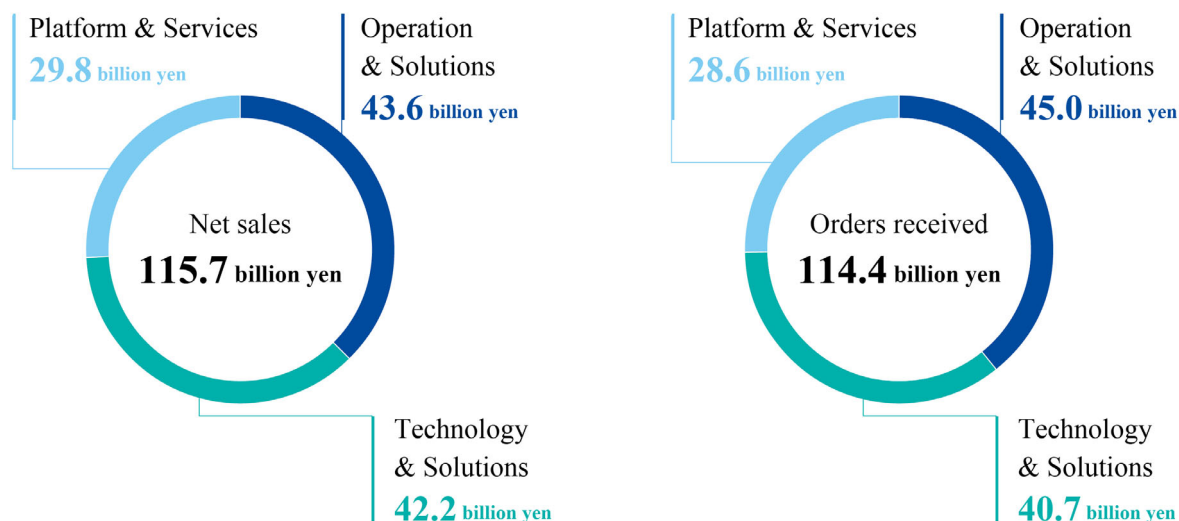 Platform & Services
29.8 billion yen
Operation
& Solutions
43.6 billion yen
Net sales
115.7 billion yen
Technology
& Solutions
42.2 billion yen
Platform & Services
28.6 billion yen
Operation
& Solutions
45.0 billion yen
Orders received
114.4 billion yen
Technology
& Solutions
40.7 billion yen